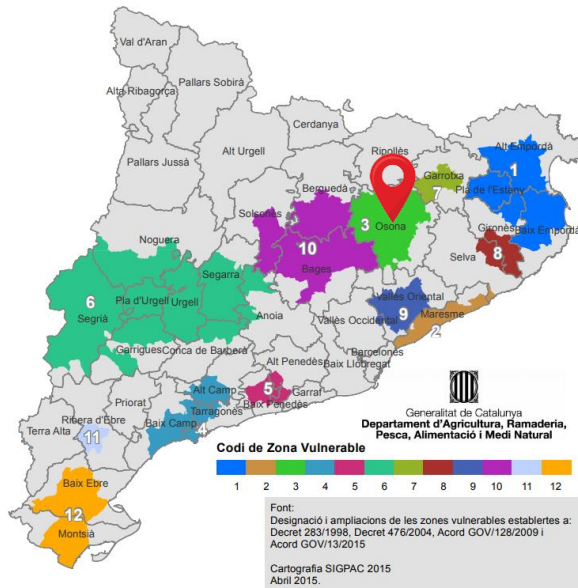 Val d'Aran
Pallars Sobirà
Alta Ribagorça
Cerdanya
Alt Empordà
Ripollès
Alt Urgell
Pallars Jussà
1
Garrotxa
Pla de l'Estany
7
Berguedà
Solsonès
3
Osona
Gironès
Baix Empordà
Noguera
10
8
Selva
Bages
Segarra
6
Pla d'Urgell
Urgell
Vallès Oriental
Segrià
Anoia
9
Maresme
Vallès Occidental
2
Garrigues
Conca de Barberà
Barcelonès
Alt Penedès
Baix Llobregat
5
Garraf
Alt Camp
Baix Penedès
Priorat
Tarragonès
Ribera d'Ebre
Baix Camp
4
Terra Alta
11
Baix Ebre
12
Montsià
Generalitat de Catalunya
Departament d'Agricultura, Ramaderia,
Pesca, Alimentació i Medi Natural
Codi de Zona Vulnerable
1 2 3 4 5 6 7 8 9 10 11 12
Font:
Designació i ampliacions de les zones vulnerables establertes a:
Decret 283/1998, Decret 476/2004, Acord GOV/128/2009 i
Acord GOV/13/2015
Cartografia SIGPAC 2015
Abril 2015.